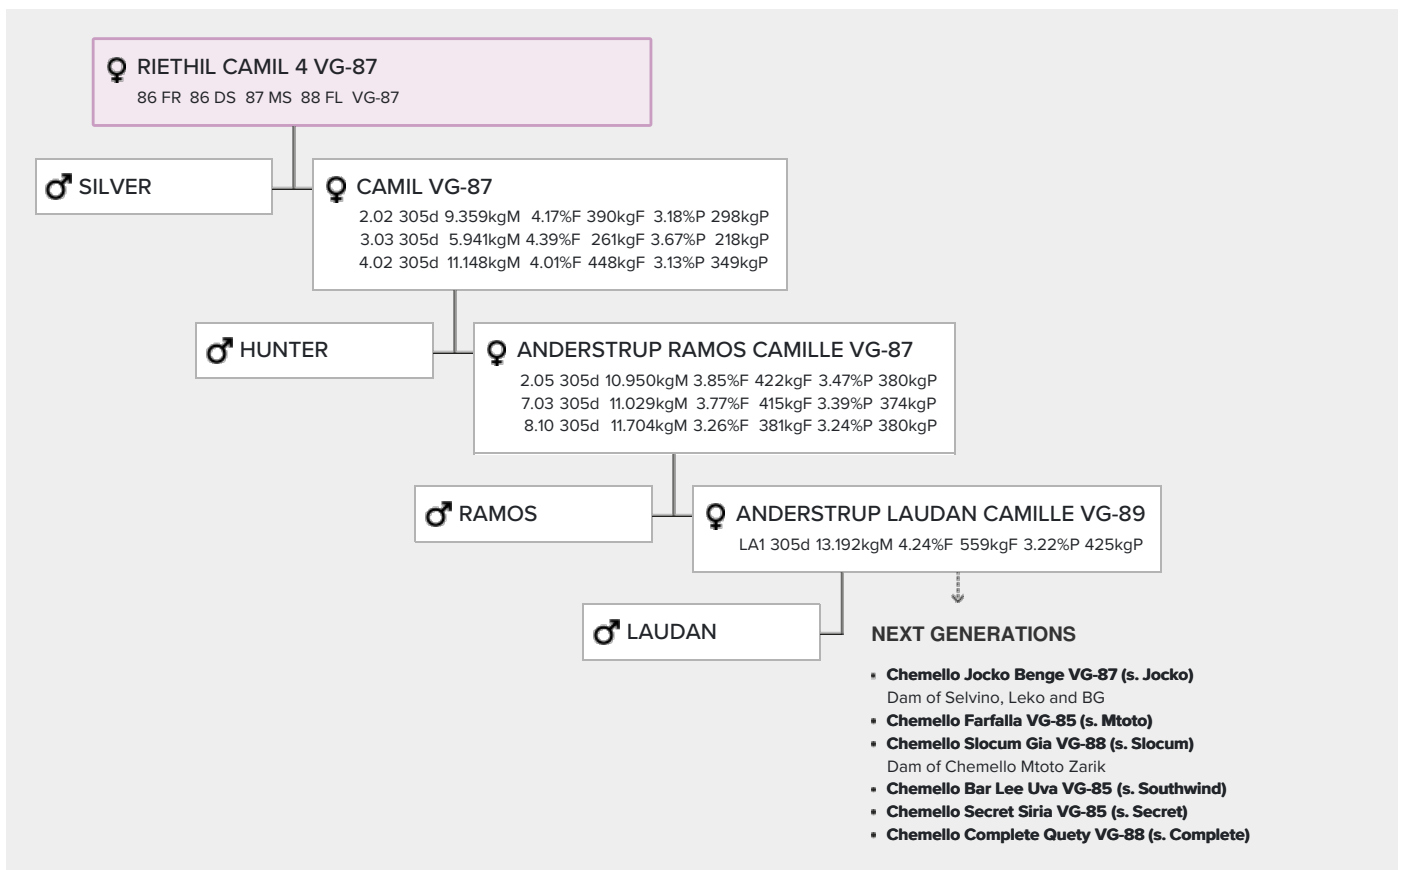 RIETHIL CAMIL 4 VG-87
86 FR 86 DS 87 MS 88 FL VG-87
SILVER
CAMIL VG-87
2.02 305d 9.359kgM 4.17%F 390kgF 3.18%P 298kgP
3.03 305d 5.941kgM 4.39%F 261kgF 3.67%P 218kgP
4.02 305d 11.148kgM 4.01%F 448kgF 3.13%P 349kgP
HUNTER
ANDERSTRUP RAMOS CAMILLE VG-87
2.05 305d 10.950kgM 3.85%F 422kgF 3.47%P 380kgP
7.03 305d 11.029kgM 3.77%F 415kgF 3.39%P 374kgP
8.10 305d 11.704kgM 3.26%F 381kgF 3.24%P 380kgP
RAMOS
ANDERSTRUP LAUDAN CAMILLE VG-89
LA1 305d 13.192kgM 4.24%F 559kgF 3.22%P 425kgP
LAUDAN
NEXT GENERATIONS
• Chemello Jocko Benge VG-87 (s. Jocko)
Dam of Selvino, Leko and BG
• Chemello Farfalla VG-85 (s. Mtoto)
• Chemello Slocum Gia VG-88 (s. Slocum)
Dam of Chemello Mtoto Zarik
• Chemello Bar Lee Uva VG-85 (s. Southwind)
• Chemello Secret Siria VG-85 (s. Secret)
• Chemello Complete Quety VG-88 (s. Complete)